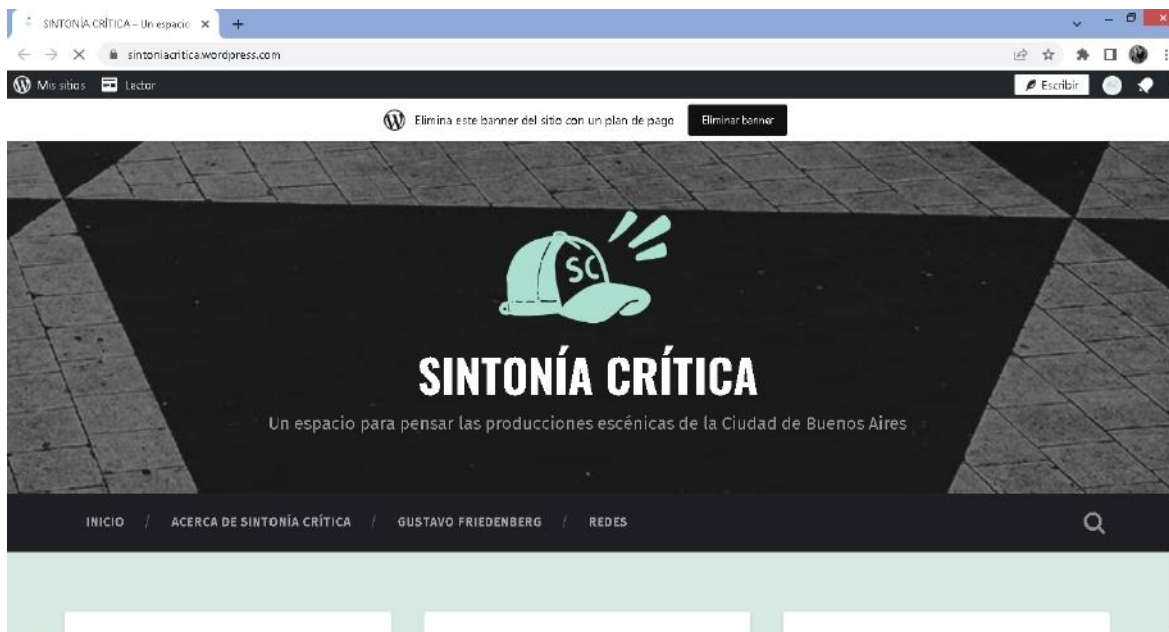 SINTONÍA CRÍTICA – Un espacio
sintoniacritica.wordpress.com
Mis sitios Lector Escribir
Elimina este banner del sitio con un plan de pago Eliminar banner
SC
SINTONÍA CRÍTICA
Un espacio para pensar las producciones escénicas de la Ciudad de Buenos Aires
INICIO / ACERCA DE SINTONÍA CRÍTICA / GUSTAVO FRIEDENBERG / REDES